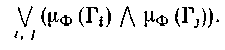 ⋁_{i,j} (μ_Φ (Γ_i) ⋀ μ_Φ (Γ_j)).